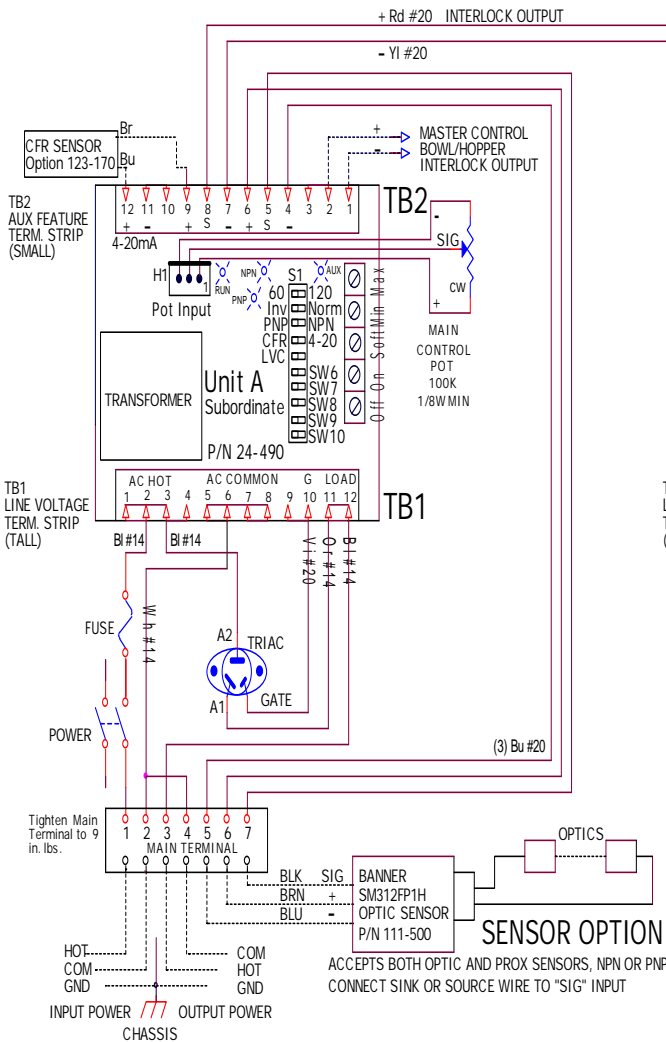 + Rd #20 INTERLOCK OUTPUT
- Yl #20
CFR SENSOR
Option 123-170
Br
Bu
+ MASTER CONTROL
- BOWL/HOPPER
INTERLOCK OUTPUT
TB2
AUX FEATURE
TERM. STRIP
(SMALL)
12 11 10 9 8 7 6 5 4 3 2 1
+ - + S - + S -
TB2
4-20mA
H1
1
Pot Input
RUN
NPN
PNP
AUX
S1
60 120
Inv Norm
PNP NPN
CFR 4-20
LVC
SW6
SW7
SW8
SW9
SW10
Off On Soft Min Max
-
SIG
CW
+
MAIN
CONTROL
POT
100K
1/8W MIN
TRANSFORMER
Unit A
Subordinate
P/N 24-490
TB1
LINE VOLTAGE
TERM. STRIP
(TALL)
AC HOT AC COMMON G LOAD
1 2 3 4 5 6 7 8 9 10 11 12
TB1
T
L
T
(
Bl #14
Bl #14
Wh #14
Vi #20
Or #14
Bl #14
FUSE
A2
TRIAC
A1
GATE
POWER
(3) Bu #20
Tighten Main
Terminal to 9
in. lbs.
1 2 3 4 5 6 7
MAIN TERMINAL
OPTICS
BLK SIG
BRN +
BLU -
BANNER
SM312FP1H
OPTIC SENSOR
P/N 111-500
SENSOR OPTION
ACCEPTS BOTH OPTIC AND PROX SENSORS, NPN OR PNP
CONNECT SINK OR SOURCE WIRE TO "SIG" INPUT
HOT COM
COM HOT
GND GND
INPUT POWER OUTPUT POWER
CHASSIS